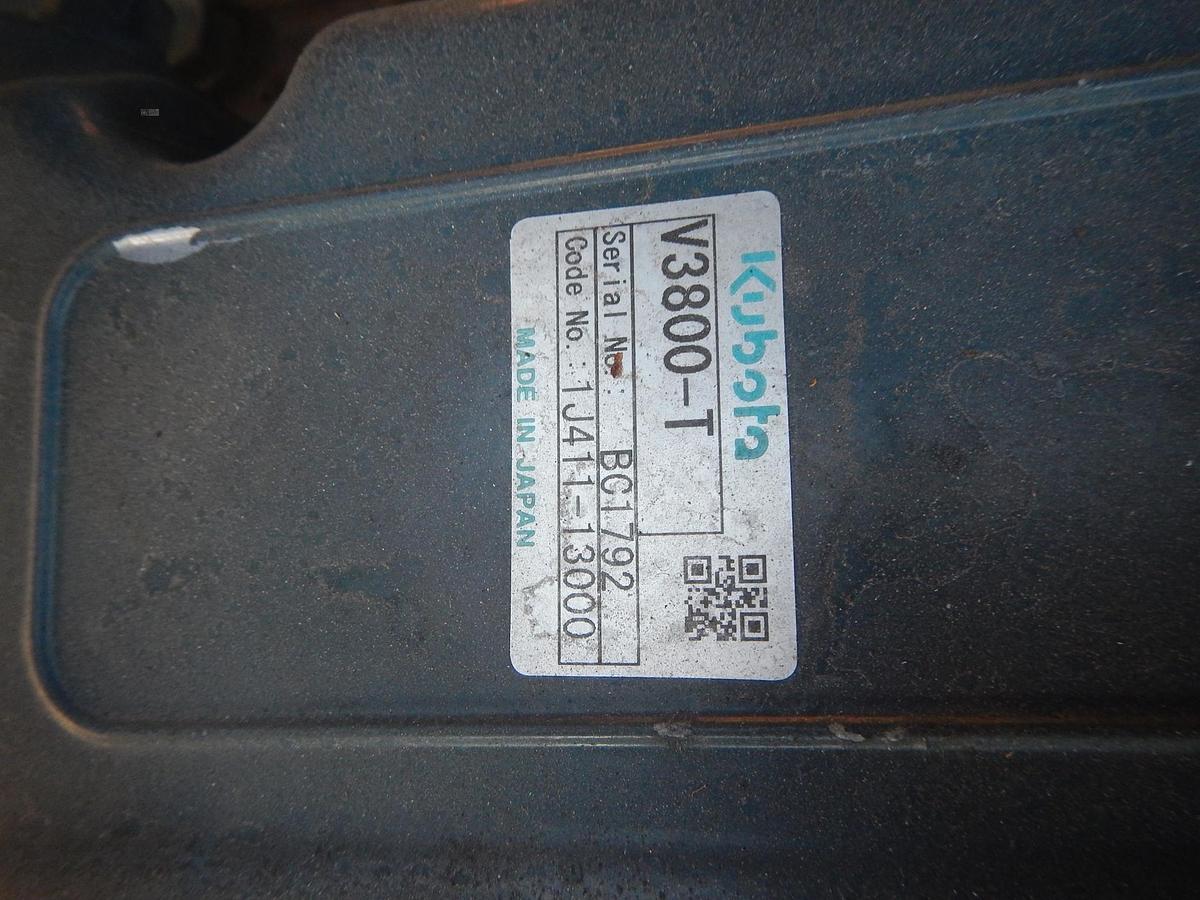 Kubota
V3800-T
Serial No.: BC1792
Code No.: 1J411-13000
MADE IN JAPAN